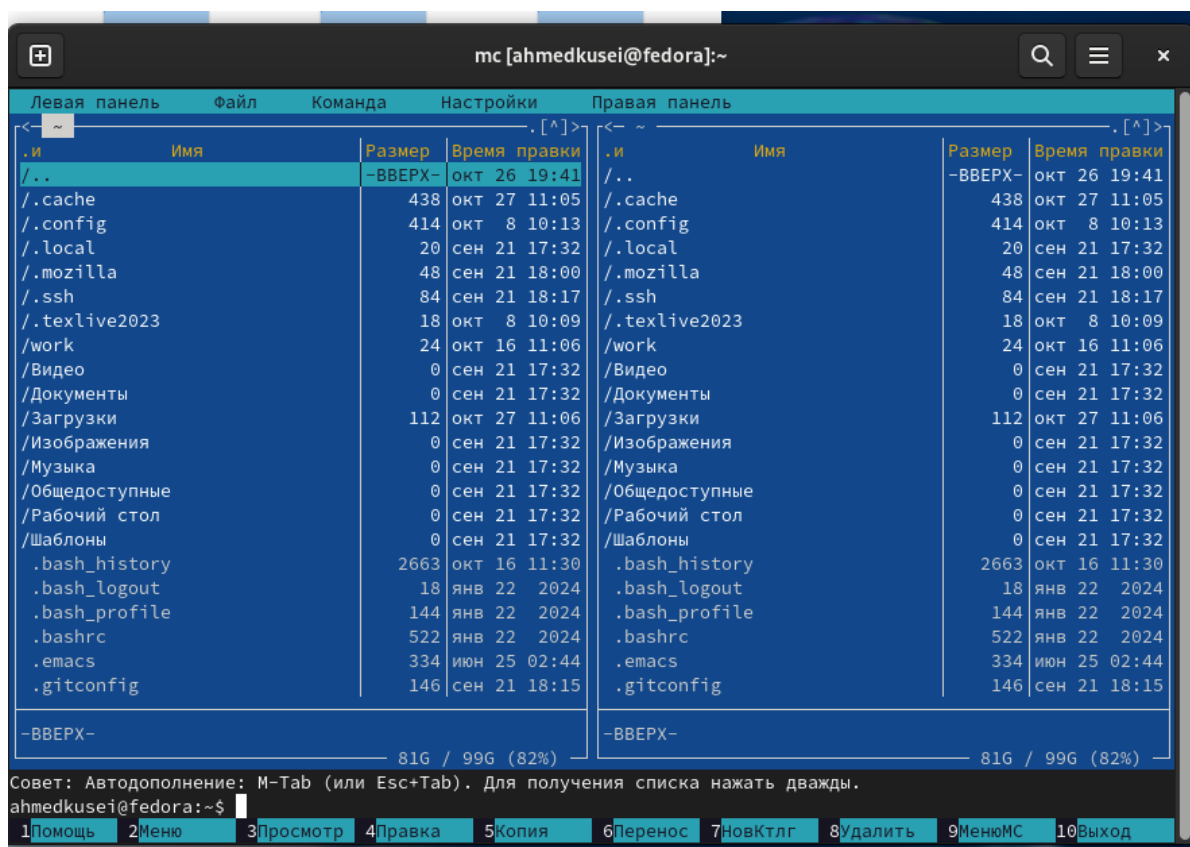 mc [ahmedkusei@fedora]:~
Левая панель Файл Команда Настройки Правая панель
<─ ~ .[^]> <─ ~ .[^]>
.и Имя Размер Время правки .и Имя Размер Время правки
/.. -ВВЕРХ- окт 26 19:41 /.. -ВВЕРХ- окт 26 19:41
/.cache 438 окт 27 11:05 /.cache 438 окт 27 11:05
/.config 414 окт 8 10:13 /.config 414 окт 8 10:13
/.local 20 сен 21 17:32 /.local 20 сен 21 17:32
/.mozilla 48 сен 21 18:00 /.mozilla 48 сен 21 18:00
/.ssh 84 сен 21 18:17 /.ssh 84 сен 21 18:17
/.texlive2023 18 окт 8 10:09 /.texlive2023 18 окт 8 10:09
/work 24 окт 16 11:06 /work 24 окт 16 11:06
/Видео 0 сен 21 17:32 /Видео 0 сен 21 17:32
/Документы 0 сен 21 17:32 /Документы 0 сен 21 17:32
/Загрузки 112 окт 27 11:06 /Загрузки 112 окт 27 11:06
/Изображения 0 сен 21 17:32 /Изображения 0 сен 21 17:32
/Музыка 0 сен 21 17:32 /Музыка 0 сен 21 17:32
/Общедоступные 0 сен 21 17:32 /Общедоступные 0 сен 21 17:32
/Рабочий стол 0 сен 21 17:32 /Рабочий стол 0 сен 21 17:32
/Шаблоны 0 сен 21 17:32 /Шаблоны 0 сен 21 17:32
.bash_history 2663 окт 16 11:30 .bash_history 2663 окт 16 11:30
.bash_logout 18 янв 22 2024 .bash_logout 18 янв 22 2024
.bash_profile 144 янв 22 2024 .bash_profile 144 янв 22 2024
.bashrc 522 янв 22 2024 .bashrc 522 янв 22 2024
.emacs 334 июн 25 02:44 .emacs 334 июн 25 02:44
.gitconfig 146 сен 21 18:15 .gitconfig 146 сен 21 18:15
-ВВЕРХ- -ВВЕРХ-
81G / 99G (82%) 81G / 99G (82%)
Совет: Автодополнение: M-Tab (или Esc+Tab). Для получения списка нажать дважды.
ahmedkusei@fedora:~$
1Помощь 2Меню 3Просмотр 4Правка 5Копия 6Перенос 7НовКтлг 8Удалить 9МенюMC 10Выход